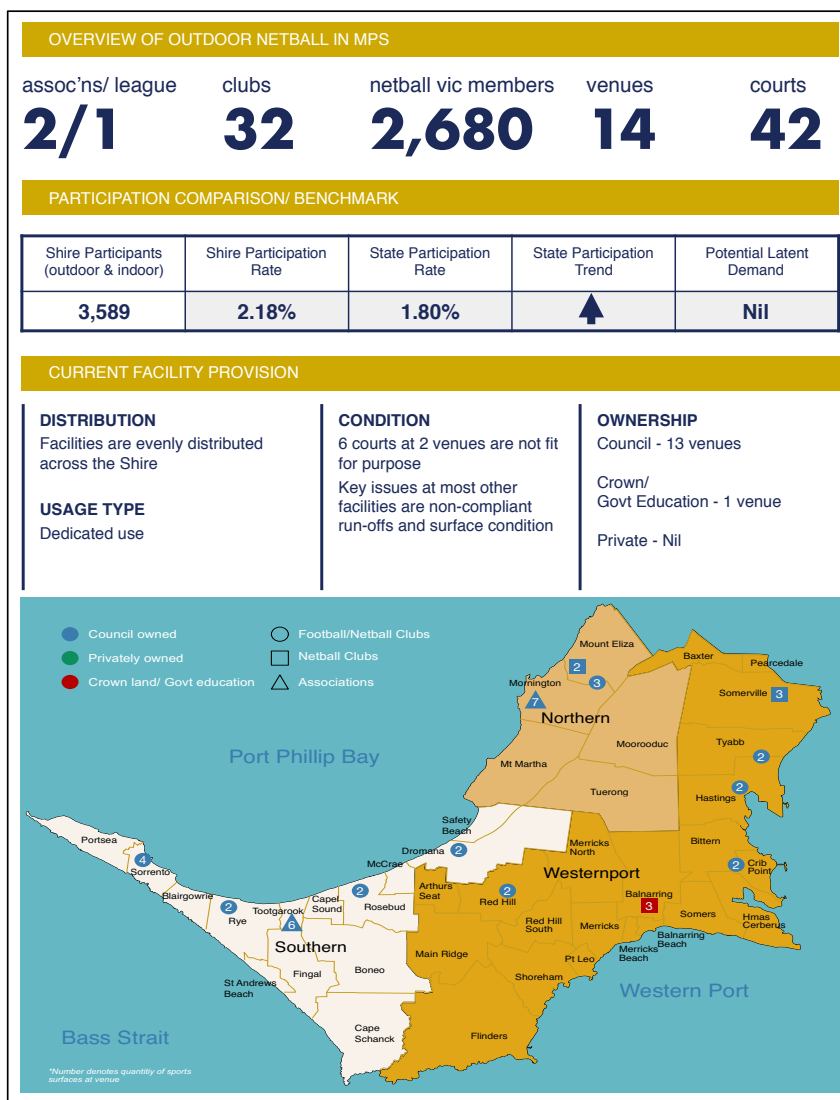 OVERVIEW OF OUTDOOR NETBALL IN MPS
assoc'ns/ league
clubs
netball vic members
venues
courts
2/1
32
2,680
14
42
PARTICIPATION COMPARISON/ BENCHMARK
Shire Participants
(outdoor & indoor)
Shire Participation
Rate
State Participation
Rate
State Participation
Trend
Potential Latent
Demand
3,589
2.18%
1.80%
Nil
CURRENT FACILITY PROVISION
DISTRIBUTION
Facilities are evenly distributed
across the Shire
USAGE TYPE
Dedicated use
CONDITION
6 courts at 2 venues are not fit
for purpose
Key issues at most other
facilities are non-compliant
run-offs and surface condition
OWNERSHIP
Council - 13 venues
Crown/
Govt Education - 1 venue
Private - Nil
Council owned
Privately owned
Crown land/ Govt education
Football/Netball Clubs
Netball Clubs
Associations
Mount Eliza
2
3
Mornington
7
Northern
Baxter
Pearcedale
Somerville
3
Moorooduc
Tyabb
2
Port Phillip Bay
Mt Martha
Tuerong
Hastings
2
Safety
Beach
Dromana
2
Merricks
North
Bittern
Portsea
4
Sorrento
McCrae
Westernport
2
Crib
Point
Blairgowrie
2
Rye
Tootgarook
6
Capel
Sound
2
Rosebud
Arthurs
Seat
2
Red Hill
Balnarring
3
Somers
Hmas
Cerberus
Southern
Red Hill
South
Merricks
Balnarring
Beach
Merricks
Beach
Main Ridge
Pt Leo
Fingal
Boneo
Shoreham
St Andrews
Beach
Western Port
Cape
Schanck
Flinders
Bass Strait
*Number denotes quantitiy of sports
surfaces at venue